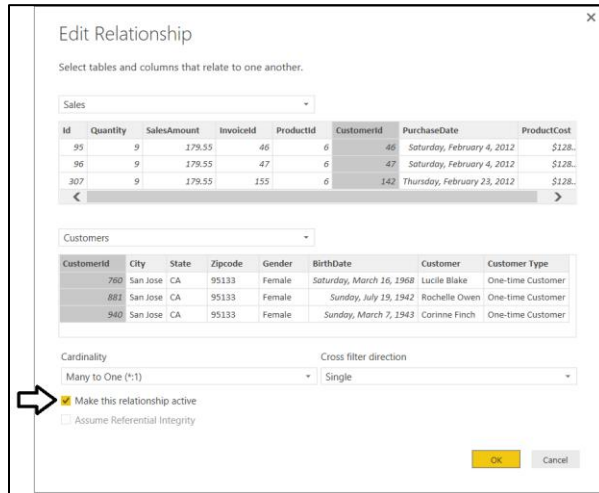 Edit Relationship
Select tables and columns that relate to one another.
Sales
Id Quantity SalesAmount InvoiceId ProductId CustomerId PurchaseDate ProductCost
95 9 179.55 46 6 46 Saturday, February 4, 2012 $128..
96 9 179.55 47 6 47 Saturday, February 4, 2012 $128..
307 9 179.55 155 6 142 Thursday, February 23, 2012 $128..
Customers
CustomerId City State Zipcode Gender BirthDate Customer Customer Type
760 San Jose CA 95133 Female Saturday, March 16, 1968 Lucile Blake One-time Customer
881 San Jose CA 95133 Female Sunday, July 19, 1942 Rochelle Owen One-time Customer
940 San Jose CA 95133 Female Sunday, March 7, 1943 Corinne Finch One-time Customer
Cardinality Cross filter direction
Many to One (*:1) Single
Make this relationship active
Assume Referential Integrity
OK Cancel